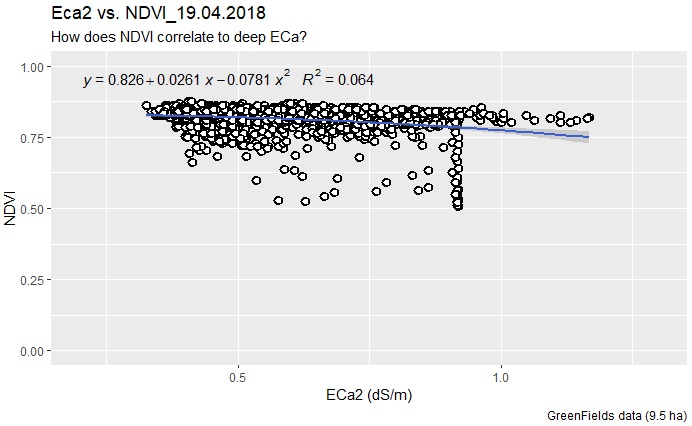 Eca2 vs. NDVI_19.04.2018
How does NDVI correlate to deep ECa?
1.00
y = 0.826+0.0261 x−0.0781 x² R² = 0.064
0.75
NDVI
0.50
0.25
0.00
0.5 1.0
ECa2 (dS/m)
GreenFields data (9.5 ha)